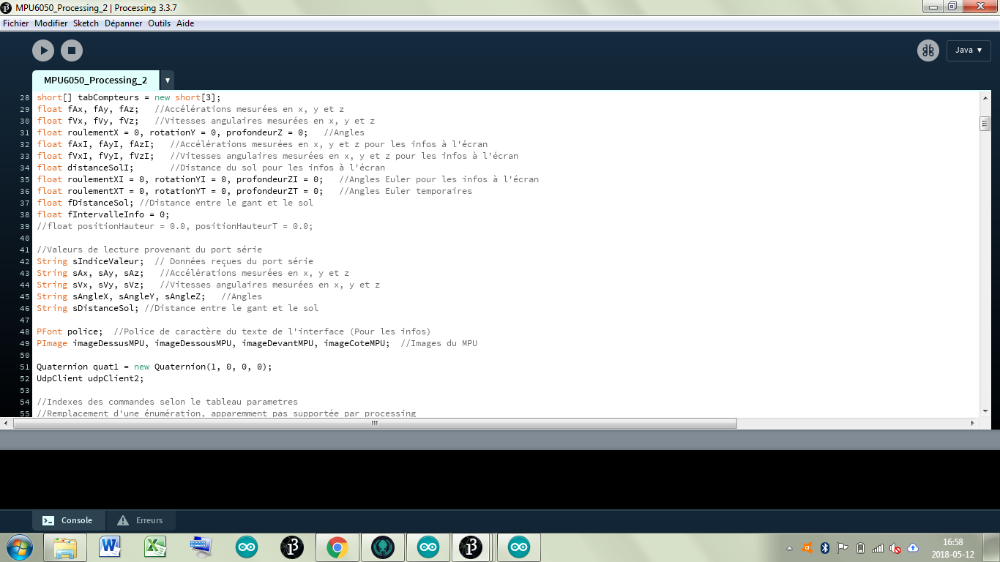 MPU6050_Processing_2 | Processing 3.3.7
Fichier Modifier Sketch Dépanner Outils Aide
Java ▾
MPU6050_Processing_2
28 short[] tabCompteurs = new short[3];
29 float fAx, fAy, fAz;   //Accélérations mesurées en x, y et z
30 float fVx, fVy, fVz;   //Vitesses angulaires mesurées en x, y et z
31 float roulementX = 0, rotationY = 0, profondeurZ = 0;   //Angles
32 float fAxI, fAyI, fAzI;   //Accélérations mesurées en x, y et z pour les infos à l'écran
33 float fVxI, fVyI, fVzI;   //Vitesses angulaires mesurées en x, y et z pour les infos à l'écran
34 float distanceSolI;       //Distance du sol pour les infos à l'écran
35 float roulementXI = 0, rotationYI = 0, profondeurZI = 0;   //Angles Euler pour les infos à l'écran
36 float roulementXT = 0, rotationYT = 0, profondeurZT = 0;   //Angles Euler temporaires
37 float fDistanceSol; //Distance entre le gant et le sol
38 float fIntervalleInfo = 0;
39 //float positionHauteur = 0.0, positionHauteurT = 0.0;
40
41 //Valeurs de lecture provenant du port série
42 String sIndiceValeur;  // Données reçues du port série
43 String sAx, sAy, sAz;   //Accélérations mesurées en x, y et z
44 String sVx, sVy, sVz;   //Vitesses angulaires mesurées en x, y et z
45 String sAngleX, sAngleY, sAngleZ;   //Angles
46 String sDistanceSol; //Distance entre le gant et le sol
47
48 PFont police;  //Police de caractère du texte de l'interface (Pour les infos)
49 PImage imageDessusMPU, imageDessousMPU, imageDevantMPU, imageCoteMPU;  //Images du MPU
50
51 Quaternion quat1 = new Quaternion(1, 0, 0, 0);
52 UdpClient udpClient2;
53
54 //Indexes des commandes selon le tableau parametres
55 //Remplacement d'une énumération, apparemment pas supportée par processing
Console Erreurs
16:58
2018-05-12